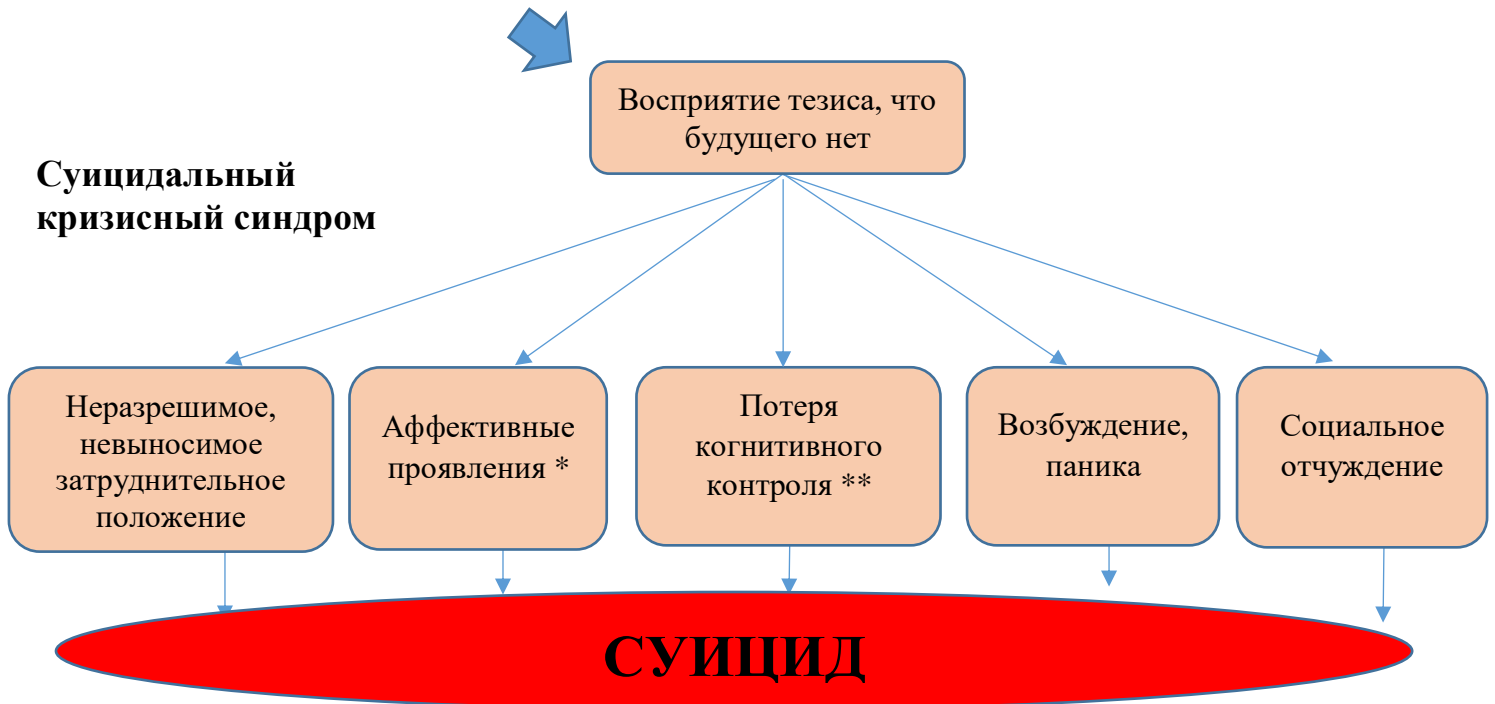 Восприятие тезиса, что
будущего нет
Суицидальный
кризисный синдром
Неразрешимое,
невыносимое
затруднительное
положение
Аффективные
проявления *
Потеря
когнитивного
контроля **
Возбуждение,
паника
Социальное
отчуждение
СУИЦИД